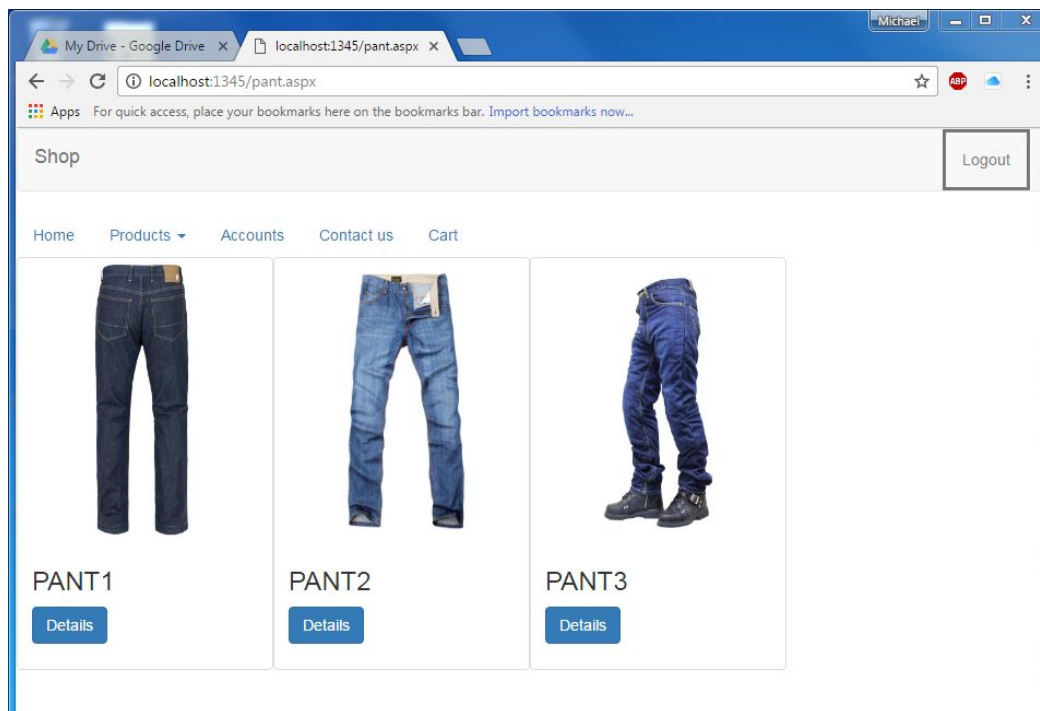 Michael
My Drive - Google Drive
localhost:1345/pant.aspx
localhost:1345/pant.aspx
ABP
Apps For quick access, place your bookmarks here on the bookmarks bar. Import bookmarks now...
Shop
Logout
Home Products Accounts Contact us Cart
PANT1 PANT2 PANT3
Details Details Details